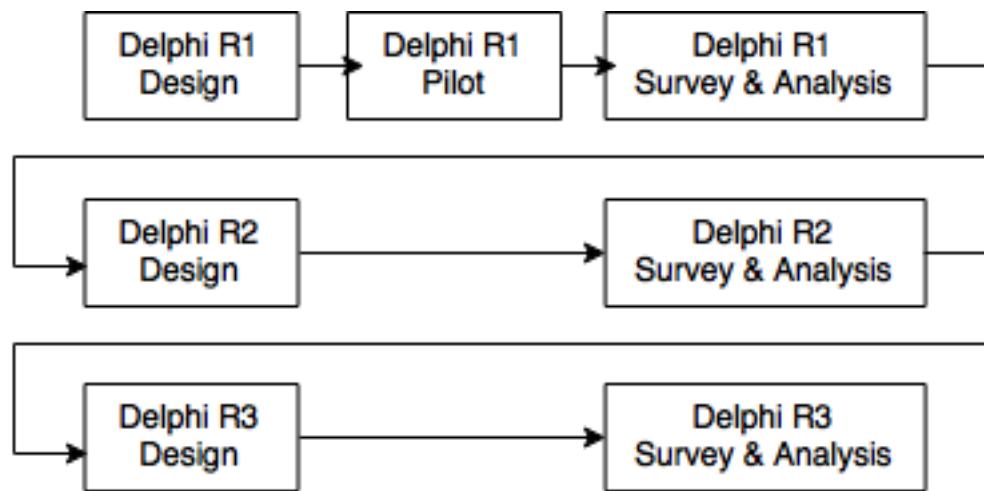 Delphi R1
Design
Delphi R1
Pilot
Delphi R1
Survey & Analysis
Delphi R2
Design
Delphi R2
Survey & Analysis
Delphi R3
Design
Delphi R3
Survey & Analysis